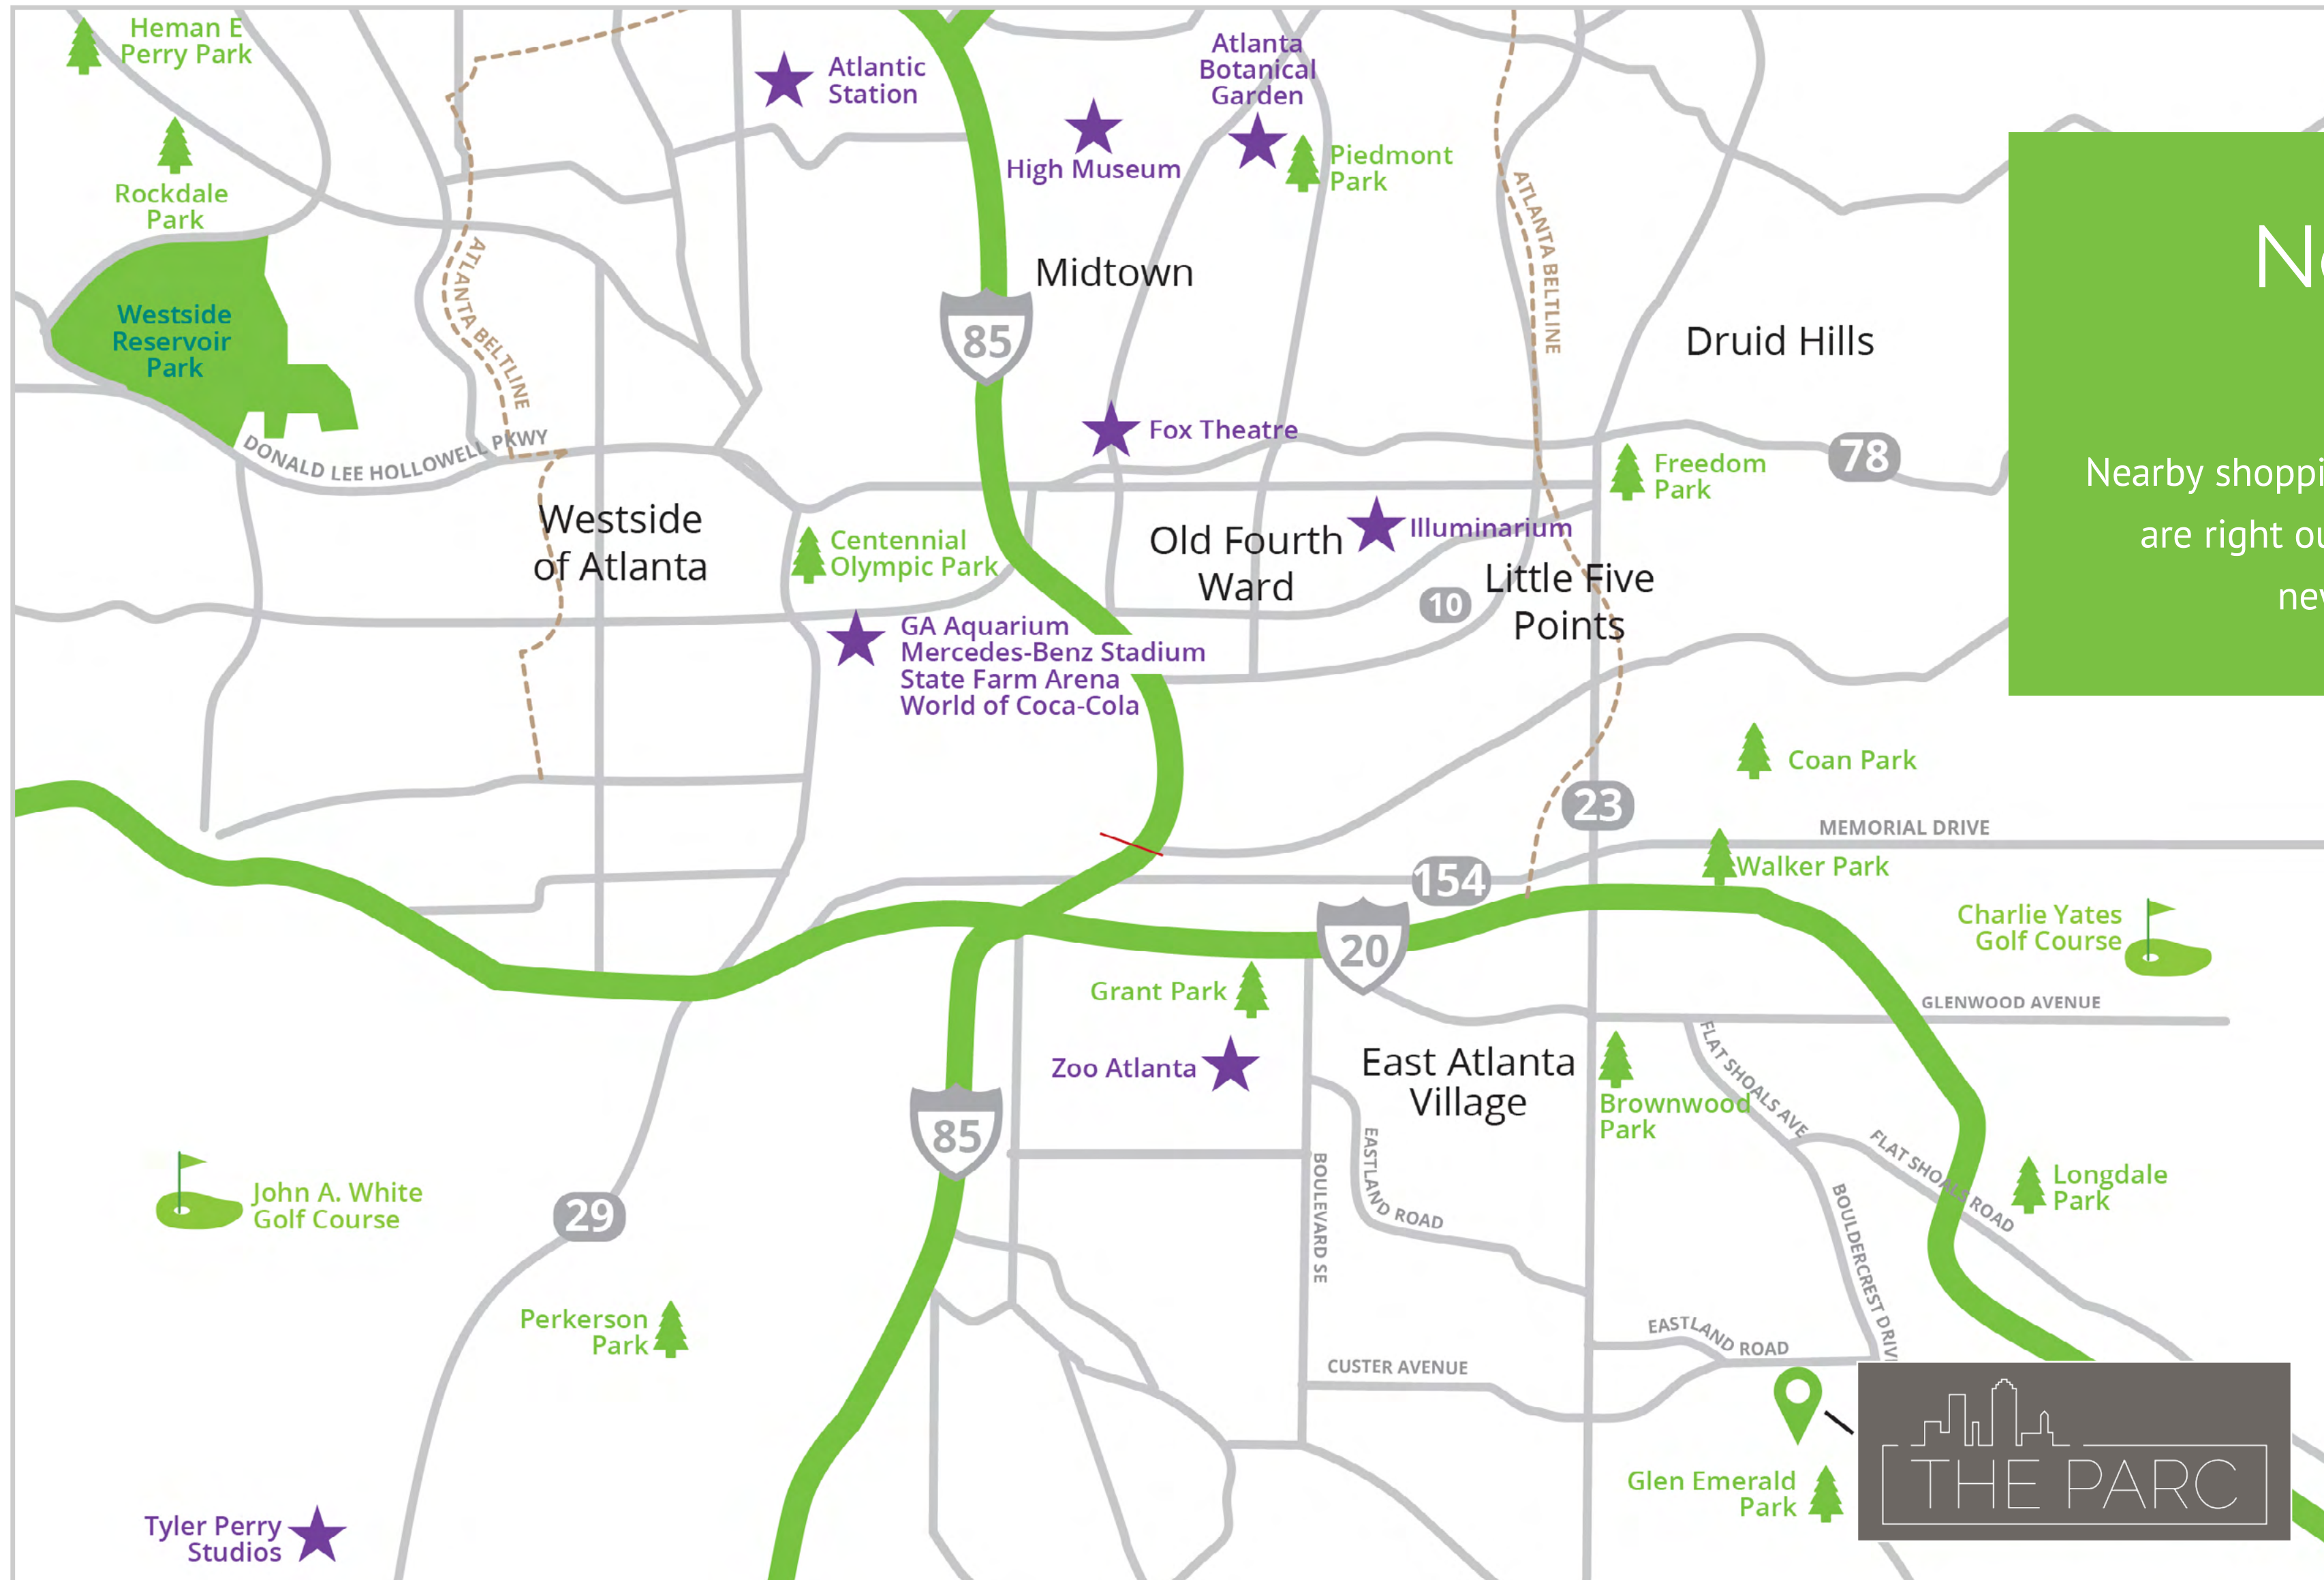 Heman E
Perry Park
Atlantic
Station
Atlanta
Botanical
Garden
High Museum
Piedmont
Park
Rockdale
Park
ATLANTA BELTLINE
ATLANTA BELTLINE
Midtown
85
Westside
Reservoir
Park
Druid Hills
Fox Theatre
DONALD LEE HOLLOWELL PKWY
78
Freedom
Park
Nearby
are right
Westside
of Atlanta
Centennial
Olympic Park
Old Fourth
Ward
Illuminarium
Little Five
Points
10
GA Aquarium
Mercedes-Benz Stadium
State Farm Arena
World of Coca-Cola
Coan Park
23
MEMORIAL DRIVE
Walker Park
154
Charlie Yates
Golf Course
20
Grant Park
GLENWOOD AVENUE
Zoo Atlanta
East Atlanta
Village
FLAT SHOALS AVE
Brownwood
Park
85
FLAT SHOALS ROAD
Longdale
Park
John A. White
Golf Course
29
BOULEVARD SE
EASTLAND ROAD
BOULDERCREST
Perkerson
Park
EASTLAND ROAD
CUSTER AVENUE
THE PARC
Glen Emerald
Park
Tyler Perry
Studios